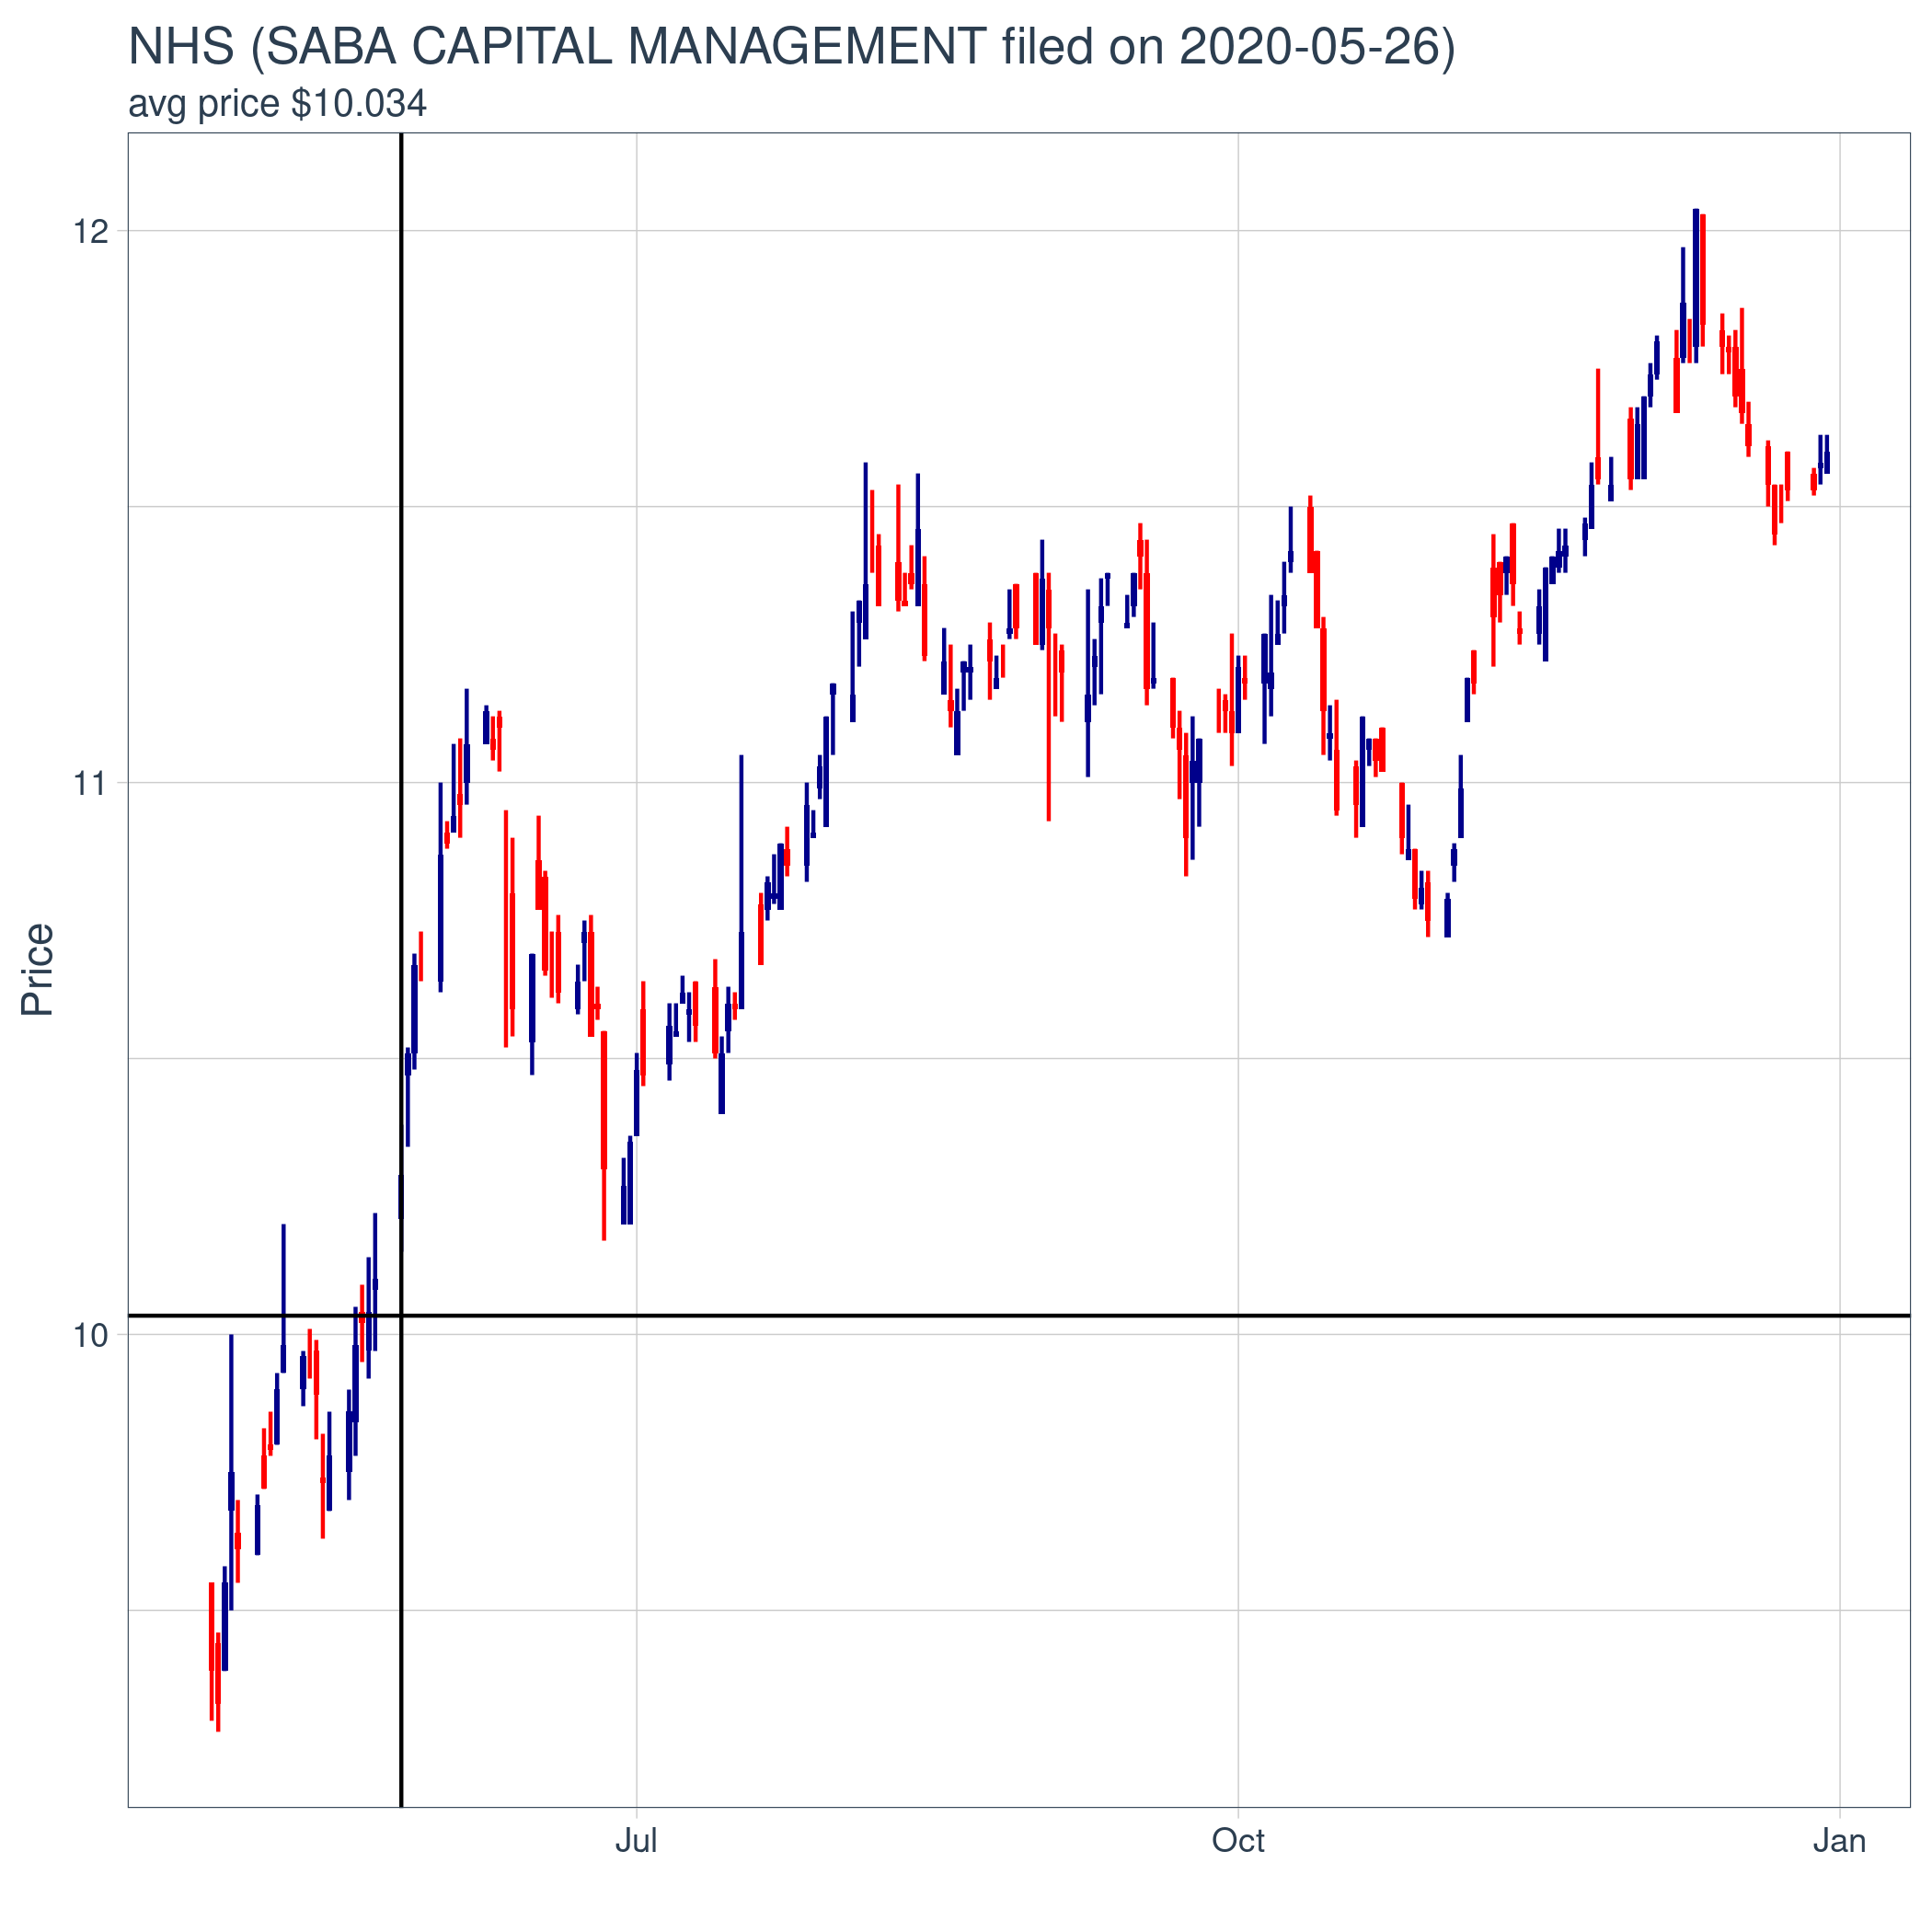 NHS (SABA CAPITAL MANAGEMENT filed on 2020-05-26)
avg price $10.034
12
11
10
Price
Jul
Oct
Jan